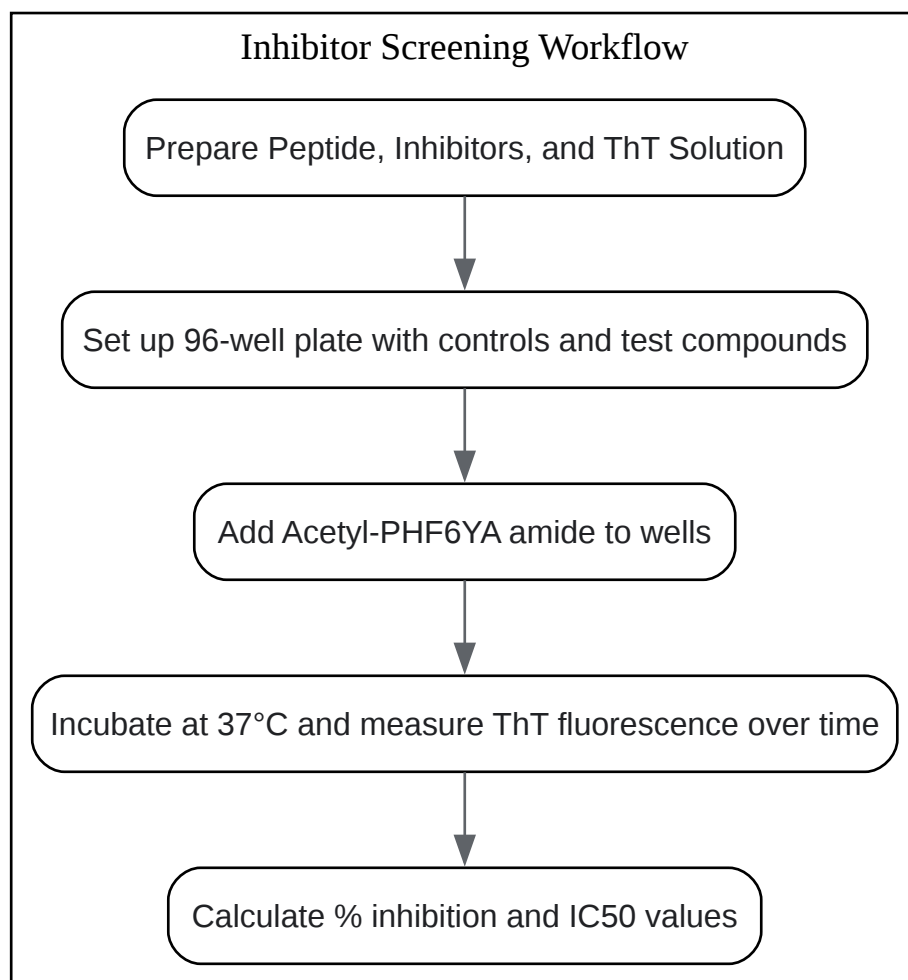 Inhibitor Screening Workflow
Prepare Peptide, Inhibitors, and ThT Solution
Set up 96-well plate with controls and test compounds
Add Acetyl-PHF6YA amide to wells
Incubate at 37°C and measure ThT fluorescence over time
Calculate % inhibition and IC50 values